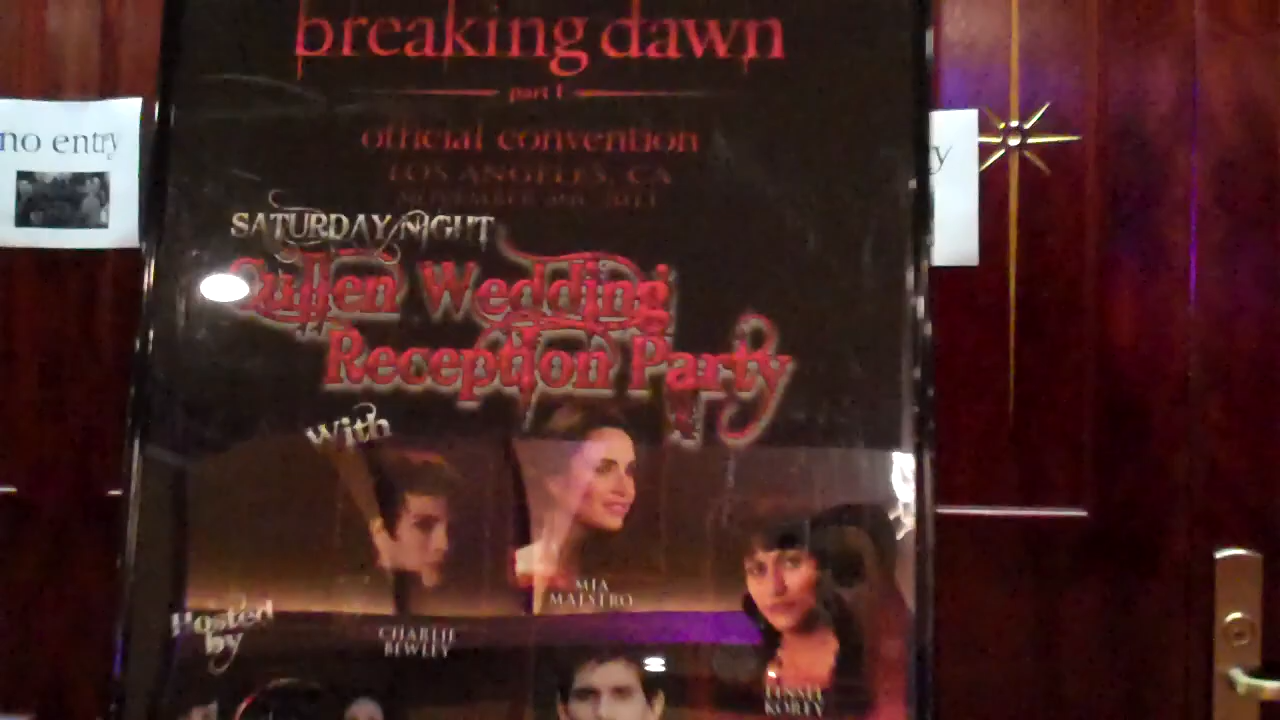 breaking dawn
part 1
official convention
LOS ANGELES, CA
no entry
y
SATURDAY NIGHT
Cullen Wedding
Reception Party
With
MIA
MAESTRO
Hosted
by
CHARLIE
BEWLEY
KOREY